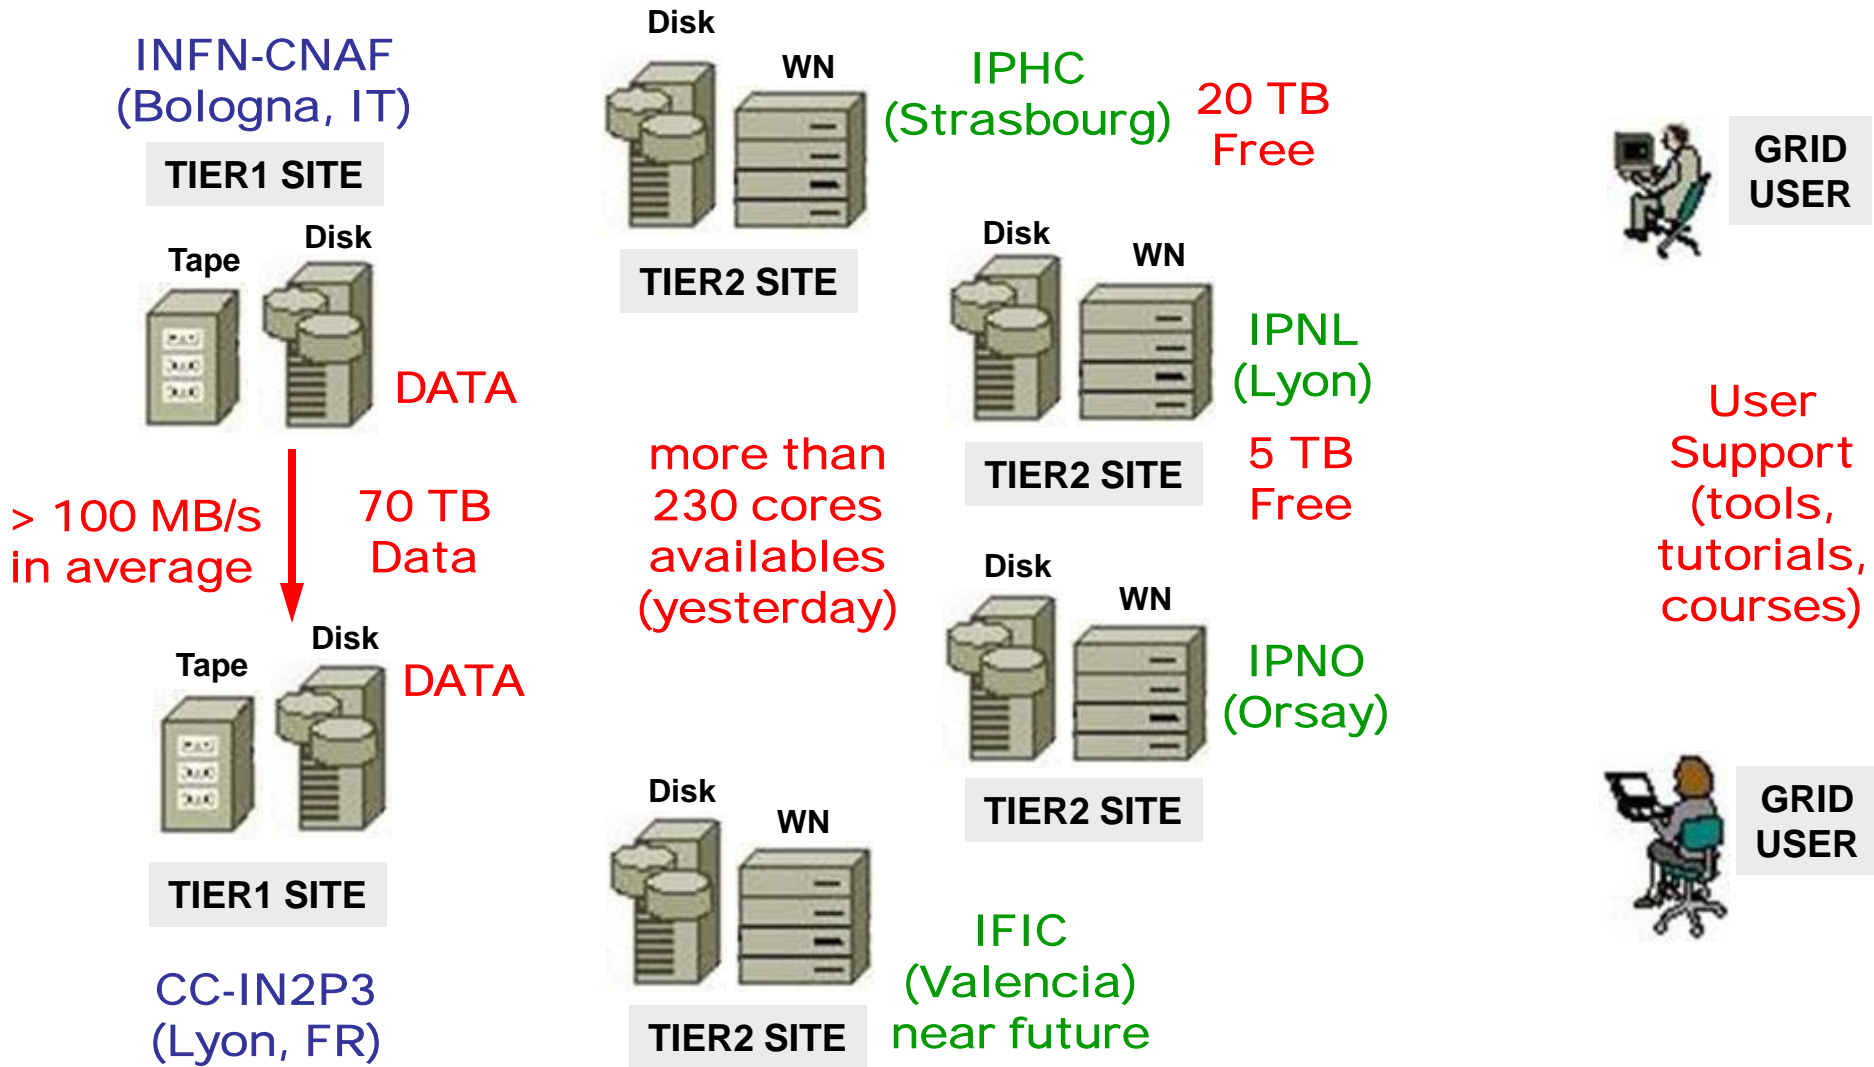 INFN-CNAF
(Bologna, IT)
TIER1 SITE
Tape
Disk
DATA
> 100 MB/s
in average
70 TB
Data
Tape
Disk
DATA
TIER1 SITE
CC-IN2P3
(Lyon, FR)
Disk
WN
IPHC
(Strasbourg)
20 TB
Free
TIER2 SITE
Disk
WN
IPNL
(Lyon)
TIER2 SITE
5 TB
Free
more than
230 cores
availables
(yesterday)
Disk
WN
IPNO
(Orsay)
TIER2 SITE
Disk
WN
IFIC
(Valencia)
near future
TIER2 SITE
GRID
USER
User
Support
(tools,
tutorials,
courses)
GRID
USER